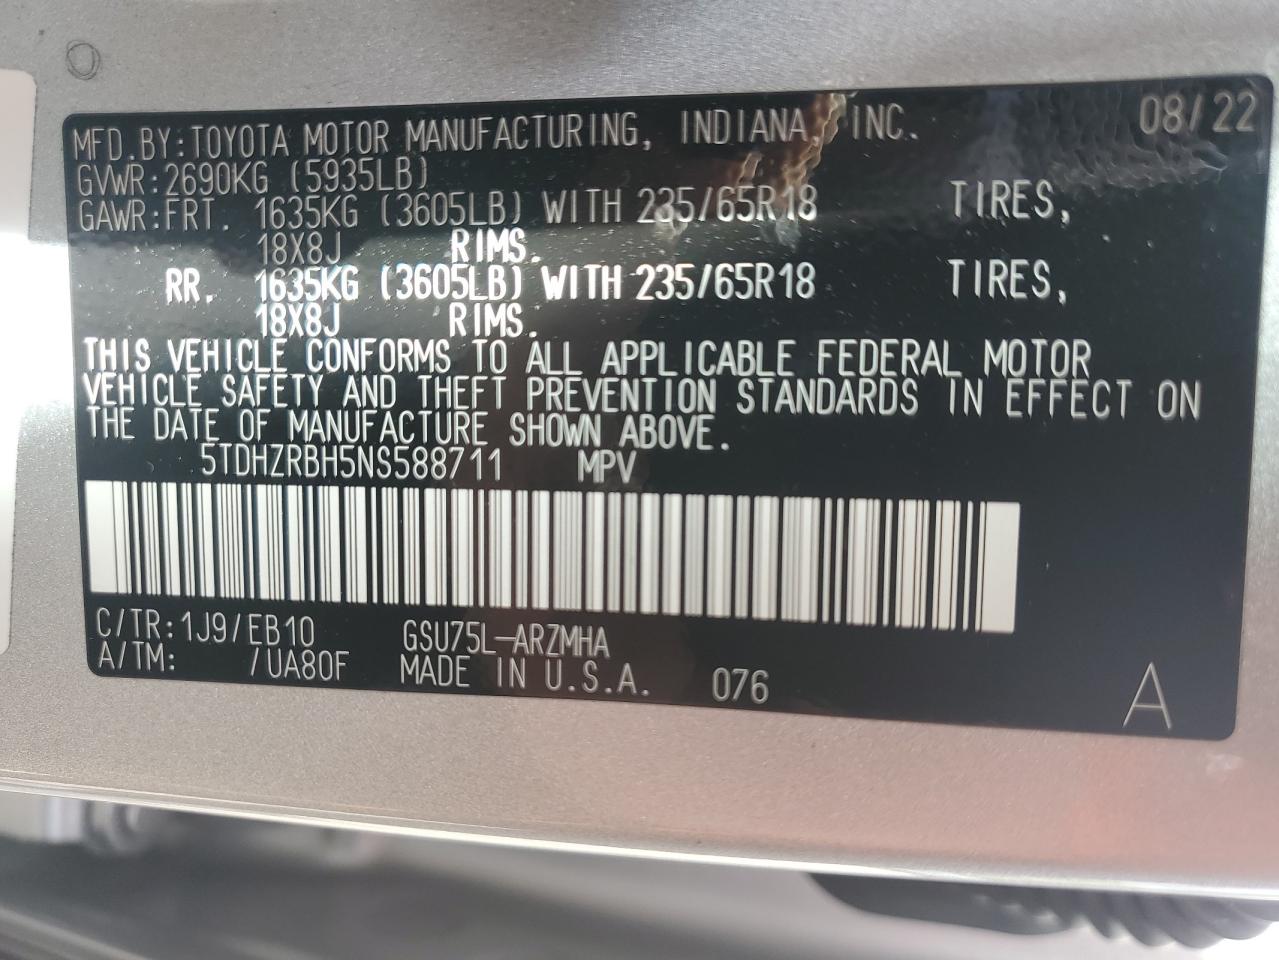 08/22
MFD.BY:TOYOTA MOTOR MANUFACTURING, INDIANA, INC.
GVWR:2690KG (5935LB)
GAWR:FRT. 1635KG (3605LB) WITH 235/65R18 TIRES,
18X8J RIMS.
RR. 1635KG (3605LB) WITH 235/65R18 TIRES,
18X8J RIMS.
THIS VEHICLE CONFORMS TO ALL APPLICABLE FEDERAL MOTOR
VEHICLE SAFETY AND THEFT PREVENTION STANDARDS IN EFFECT ON
THE DATE OF MANUFACTURE SHOWN ABOVE.
5TDHZRBH5NS588711 MPV
C/TR:1J9/EB10 GSU75L-ARZMHA
A/TM: /UA80F MADE IN U.S.A. 076
A